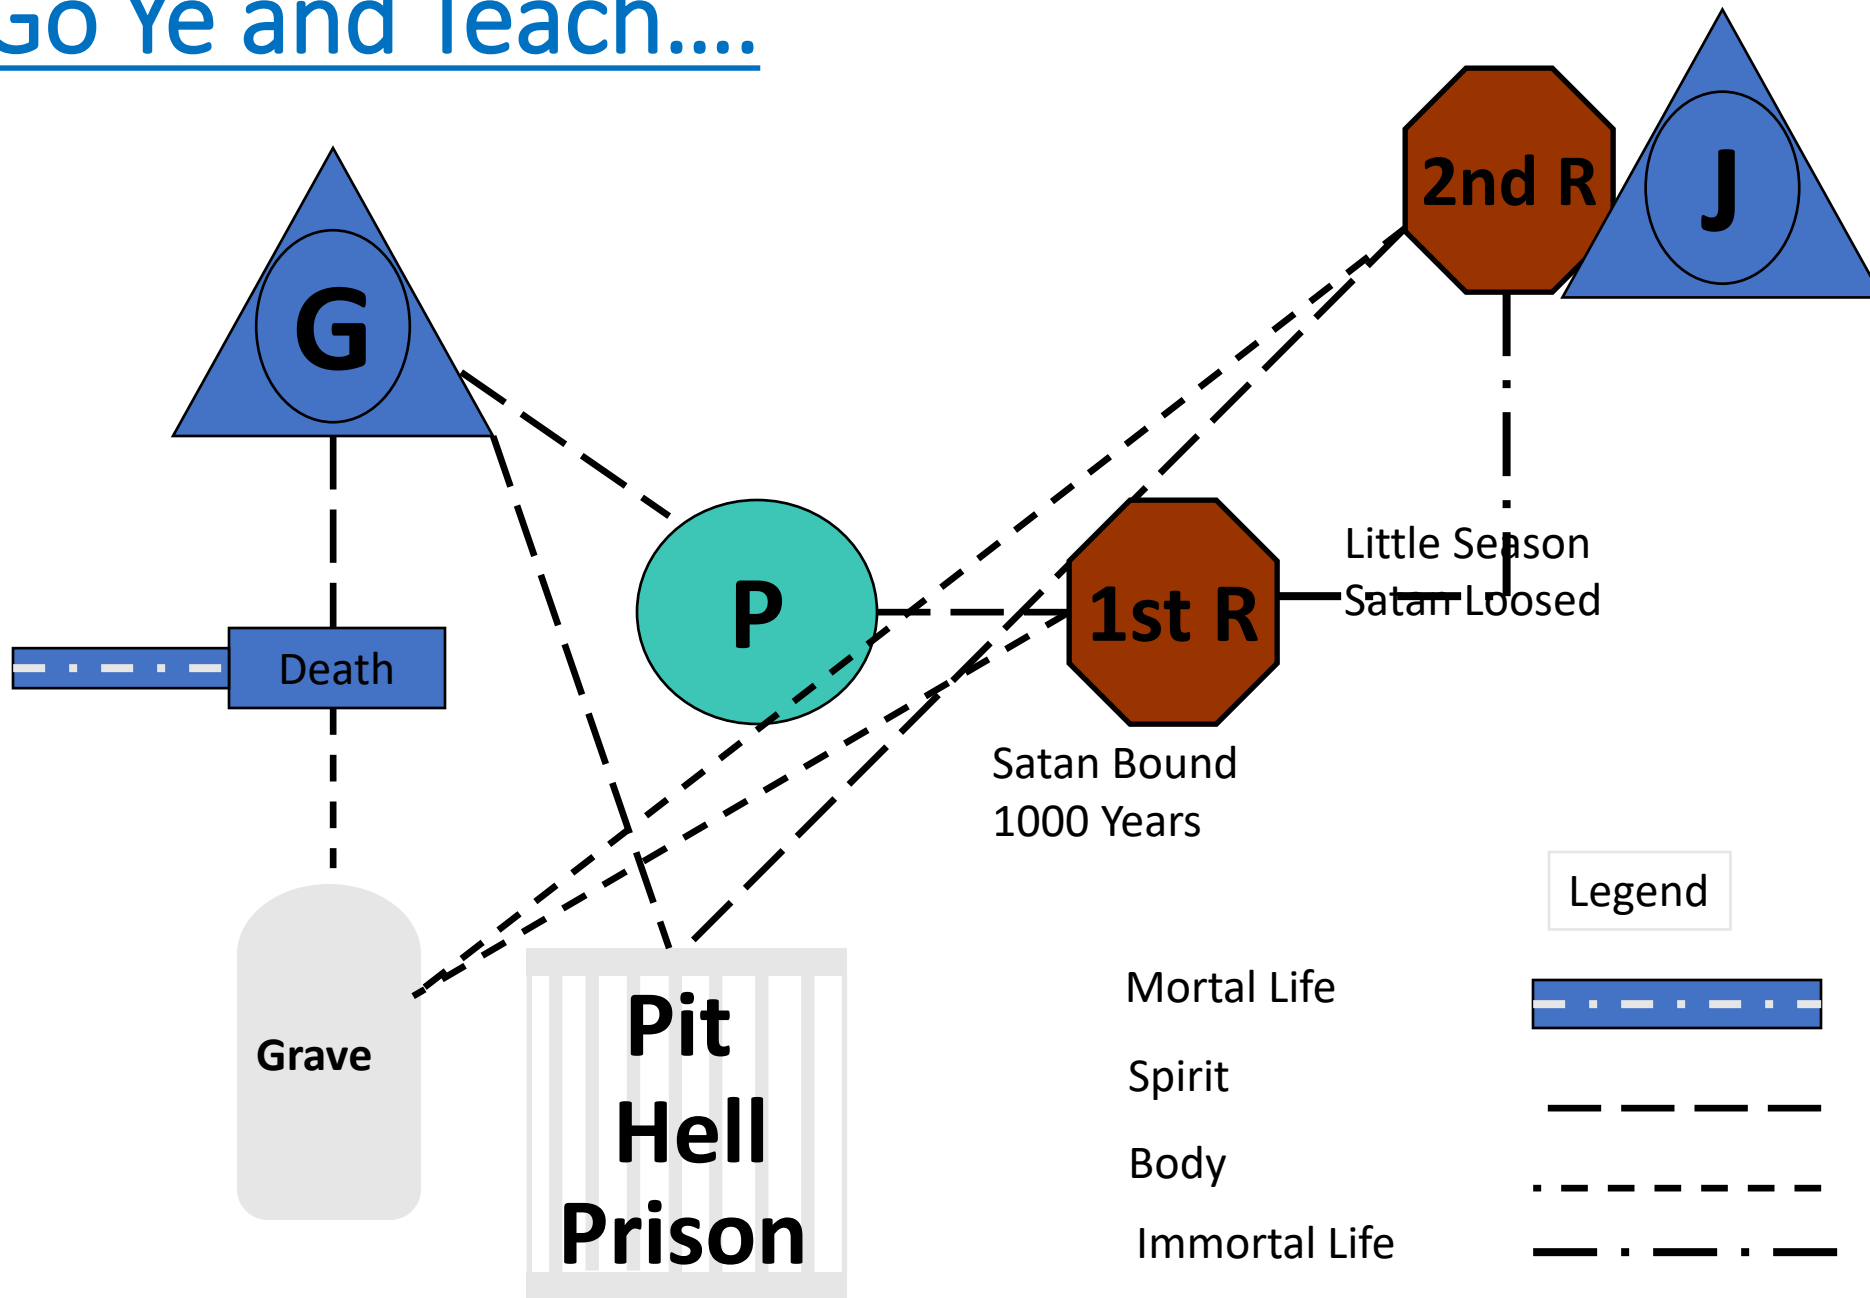 Go Ye and Teach....
2nd R
J
G
P
1st R
Little Season
Satan Loosed
Death
Satan Bound
1000 Years
Grave
Pit
Hell
Prison
Legend
Mortal Life
Spirit
Body
Immortal Life